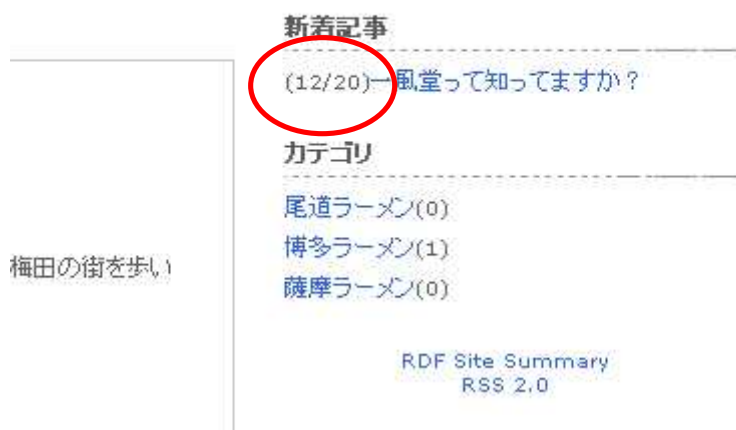 新着記事
(12/20)一風堂って知ってますか?
カテゴリ
尾道ラーメン(0)
博多ラーメン(1)
梅田の街を歩い
薩摩ラーメン(0)
RDF Site Summary
RSS 2.0